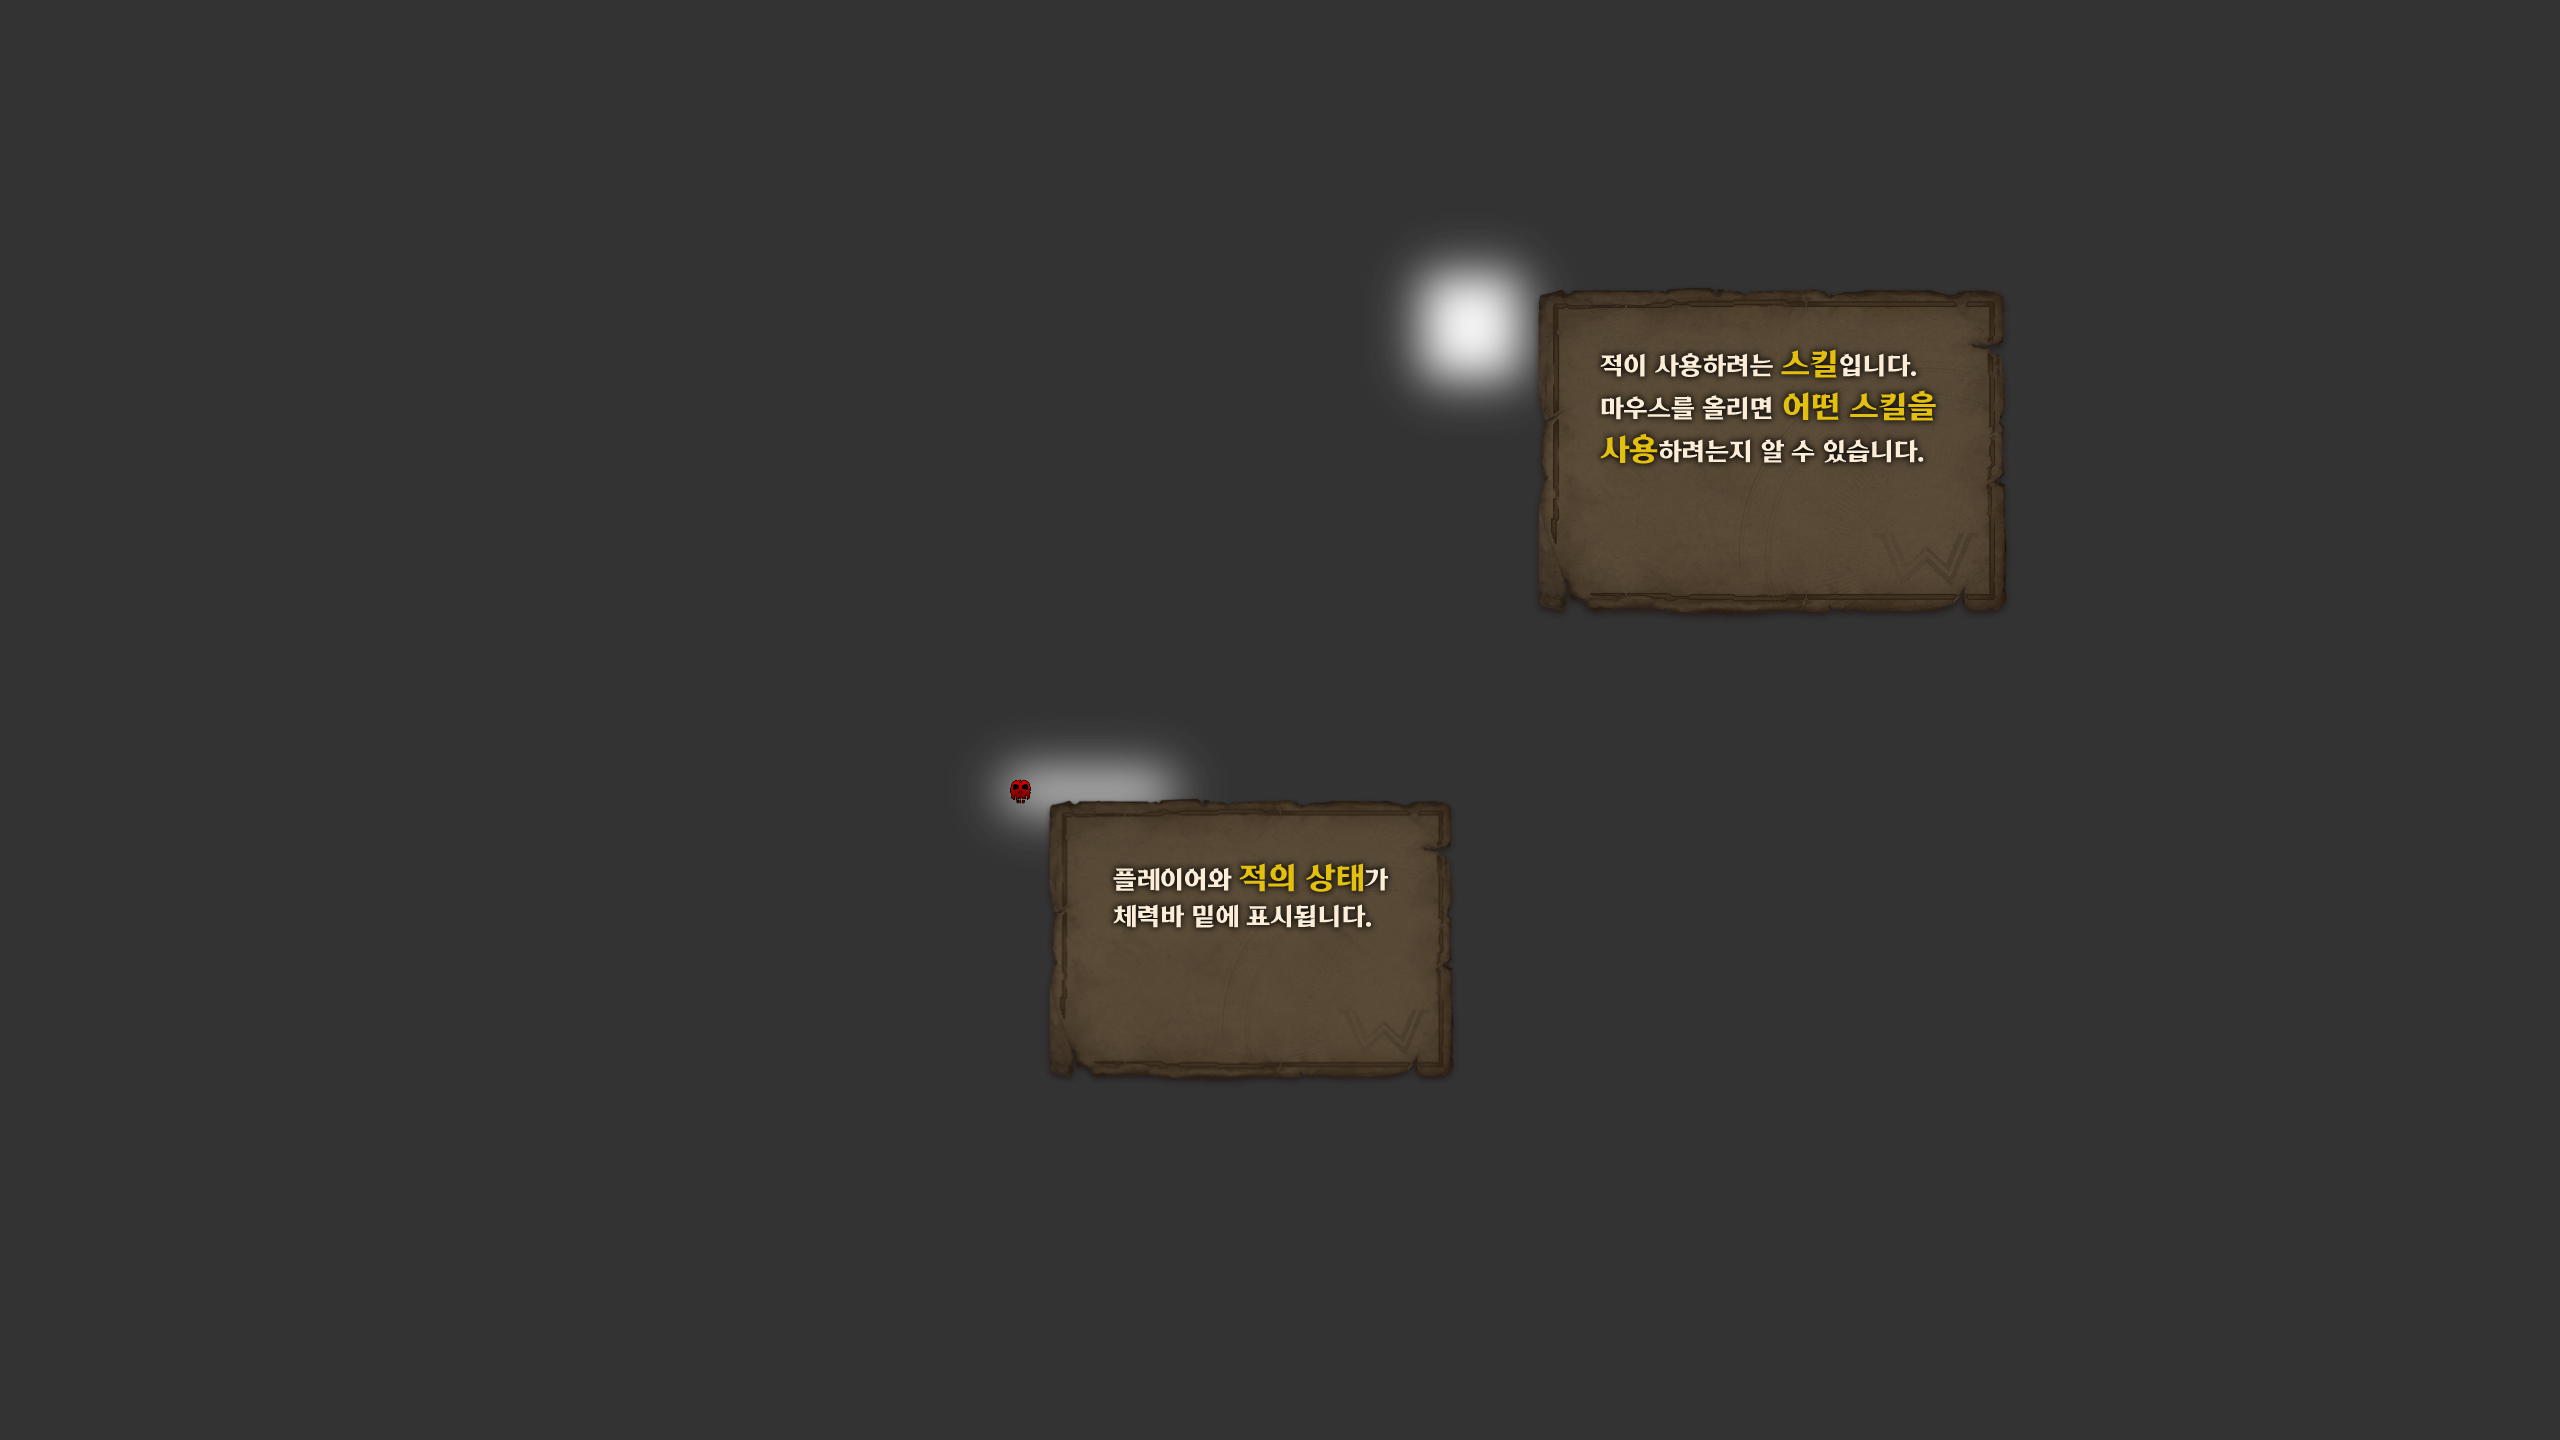 적이 사용하려는 스킬입니다.
마우스를 올리면 어떤 스킬을
사용하려는지 알 수 있습니다.
플레이어와 적의 상태가
체력바 밑에 표시됩니다.